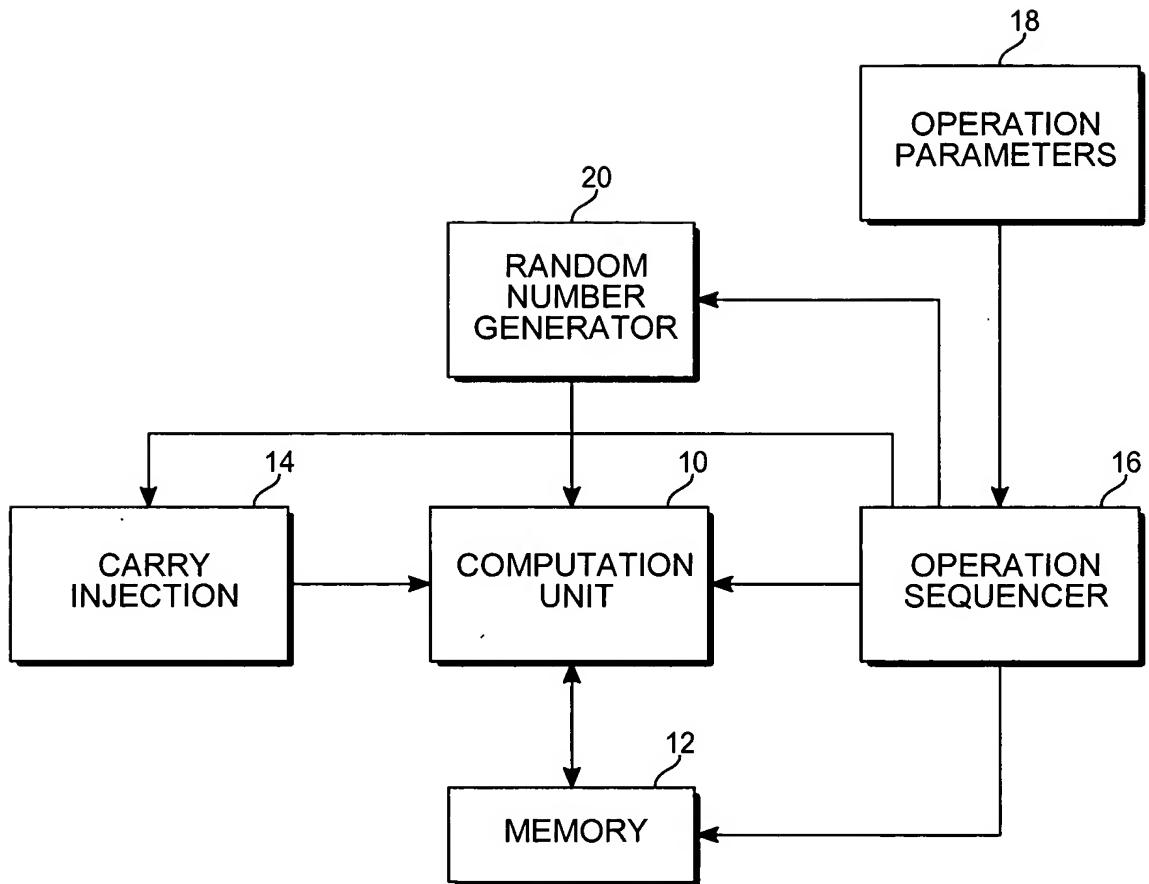 18
OPERATION
PARAMETERS
20
RANDOM
NUMBER
GENERATOR
14
CARRY
INJECTION
10
COMPUTATION
UNIT
16
OPERATION
SEQUENCER
12
MEMORY